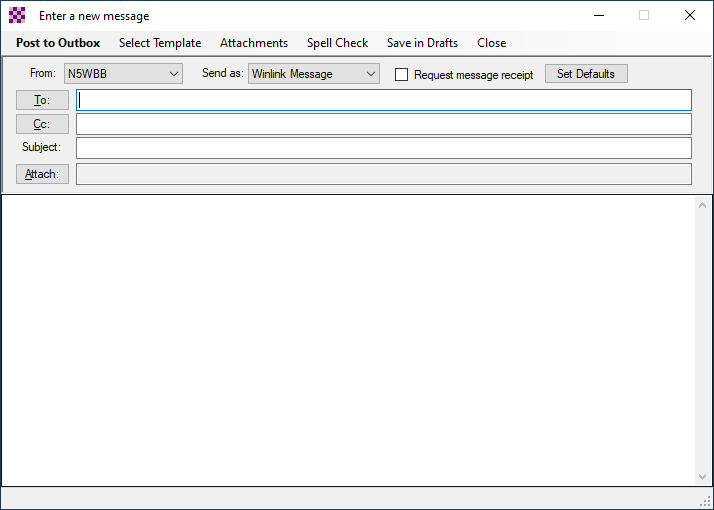 Enter a new message
Post to Outbox Select Template Attachments Spell Check Save in Drafts Close
From: N5WBB Send as: Winlink Message Request message receipt Set Defaults
To:
Cc:
Subject:
Attach: